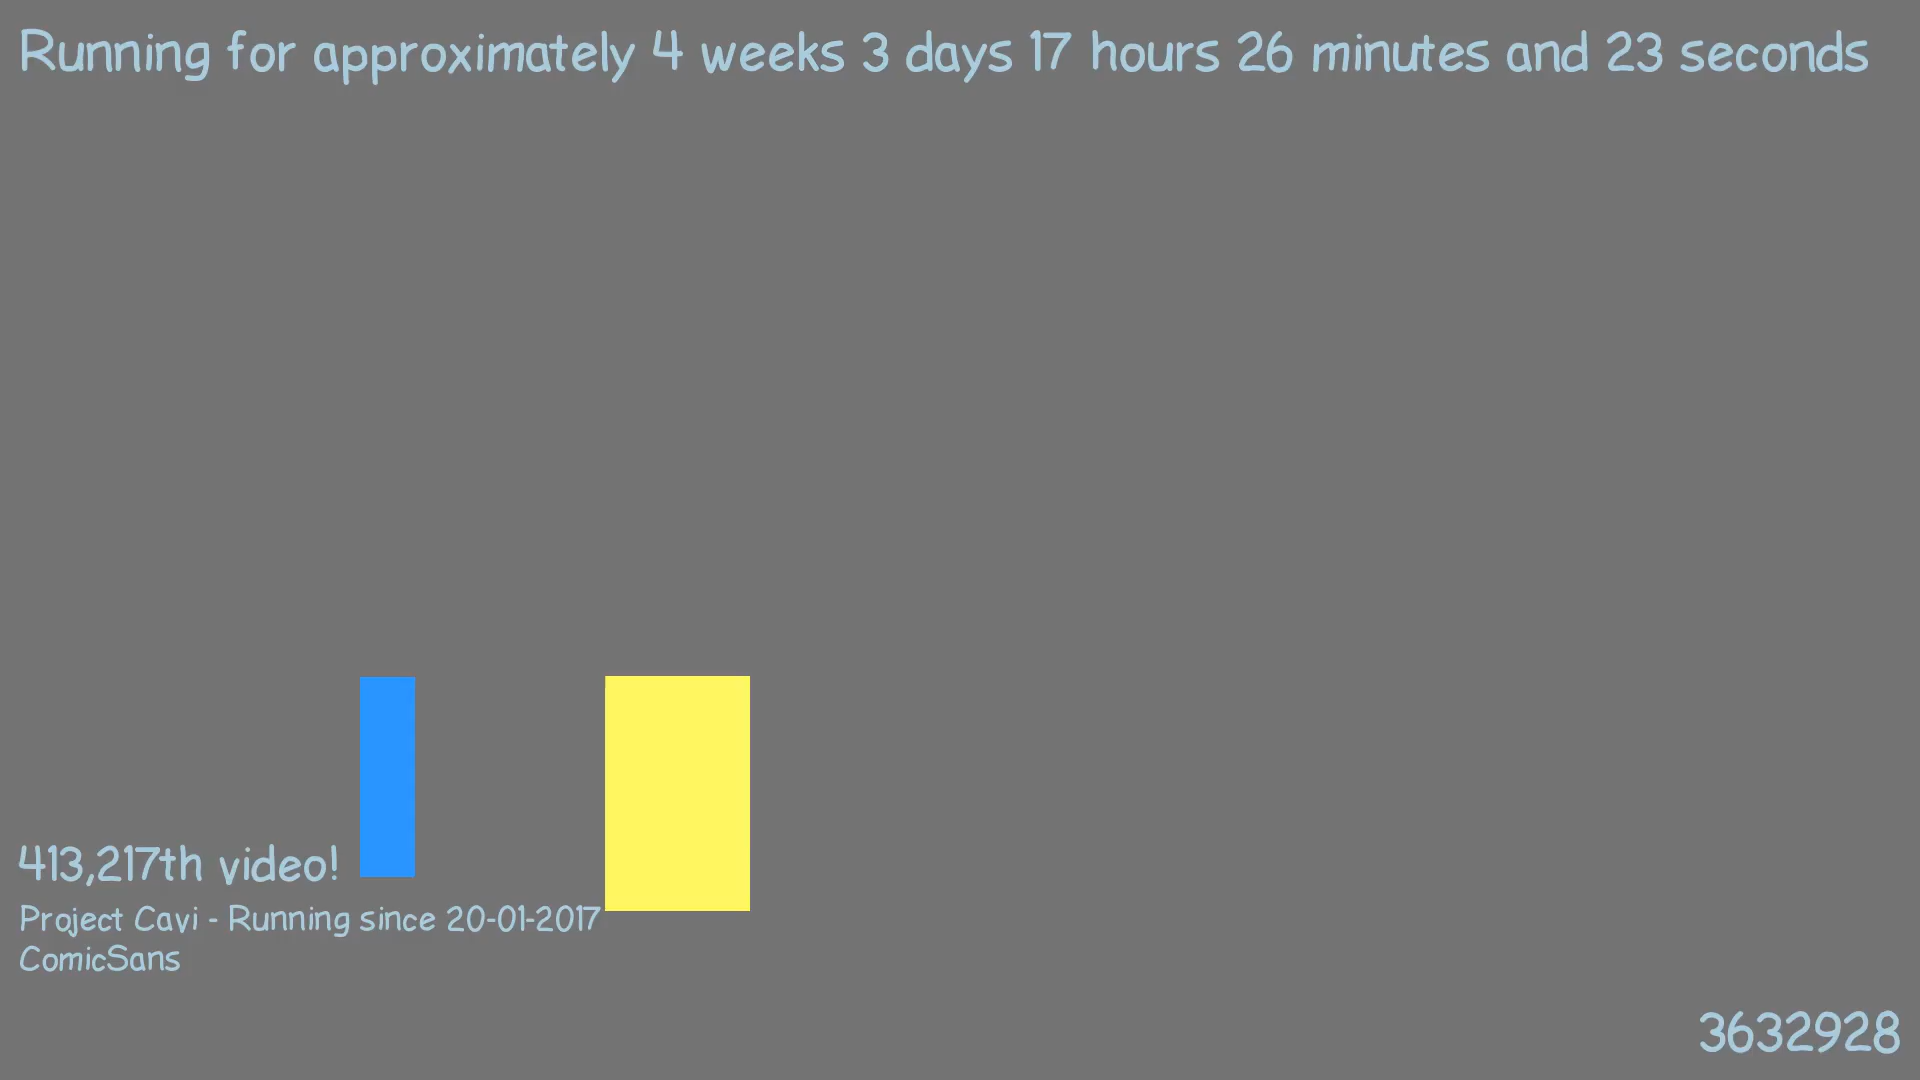 Running for approximately 4 weeks 3 days 17 hours 26 minutes and 23 seconds
413,217th video!
Project Cavi - Running since 20-01-2017
ComicSans
3632928